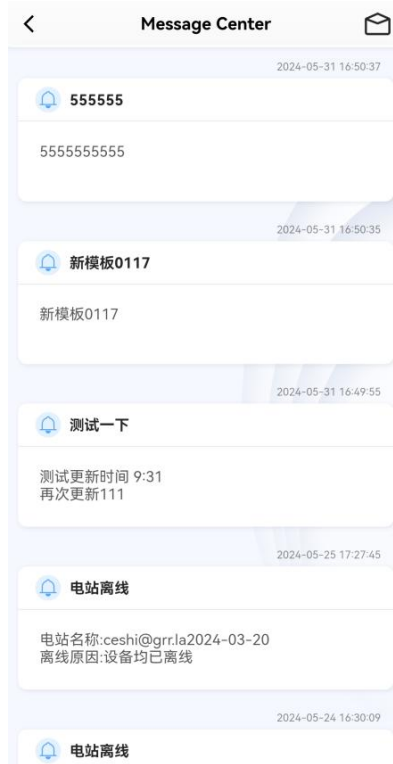 Message Center
2024-05-31 16:50:37
555555
5555555555
2024-05-31 16:50:35
新模板0117
新模板0117
2024-05-31 16:49:55
测试一下
测试更新时间 9:31
再次更新111
2024-05-25 17:27:45
电站离线
电站名称:ceshi@grr.la2024-03-20
离线原因:设备均已离线
2024-05-24 16:30:09
电站离线